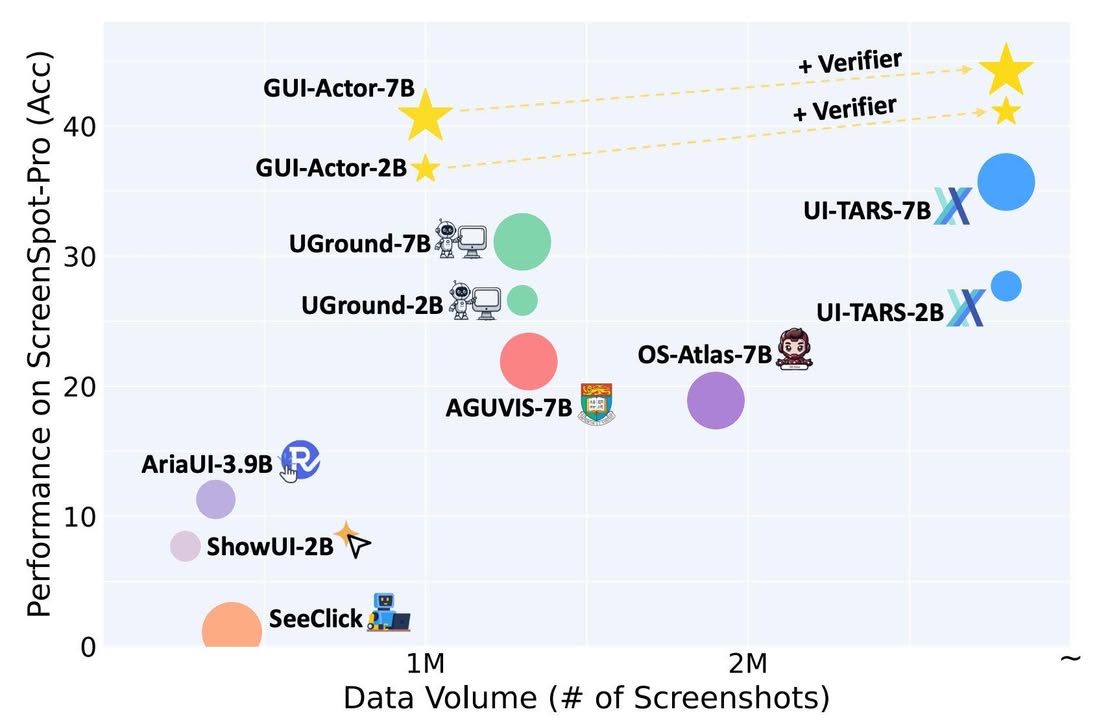 Performance on ScreenSpot-Pro (Acc)
40
30
20
10
0
GUI-Actor-7B
+ Verifier
+ Verifier
GUI-Actor-2B
UI-TARS-7B
UGround-7B
UGround-2B
UI-TARS-2B
OS-Atlas-7B
AGUVIS-7B
AriaUI-3.9B
ShowUI-2B
SeeClick
1M
2M
~
Data Volume (# of Screenshots)